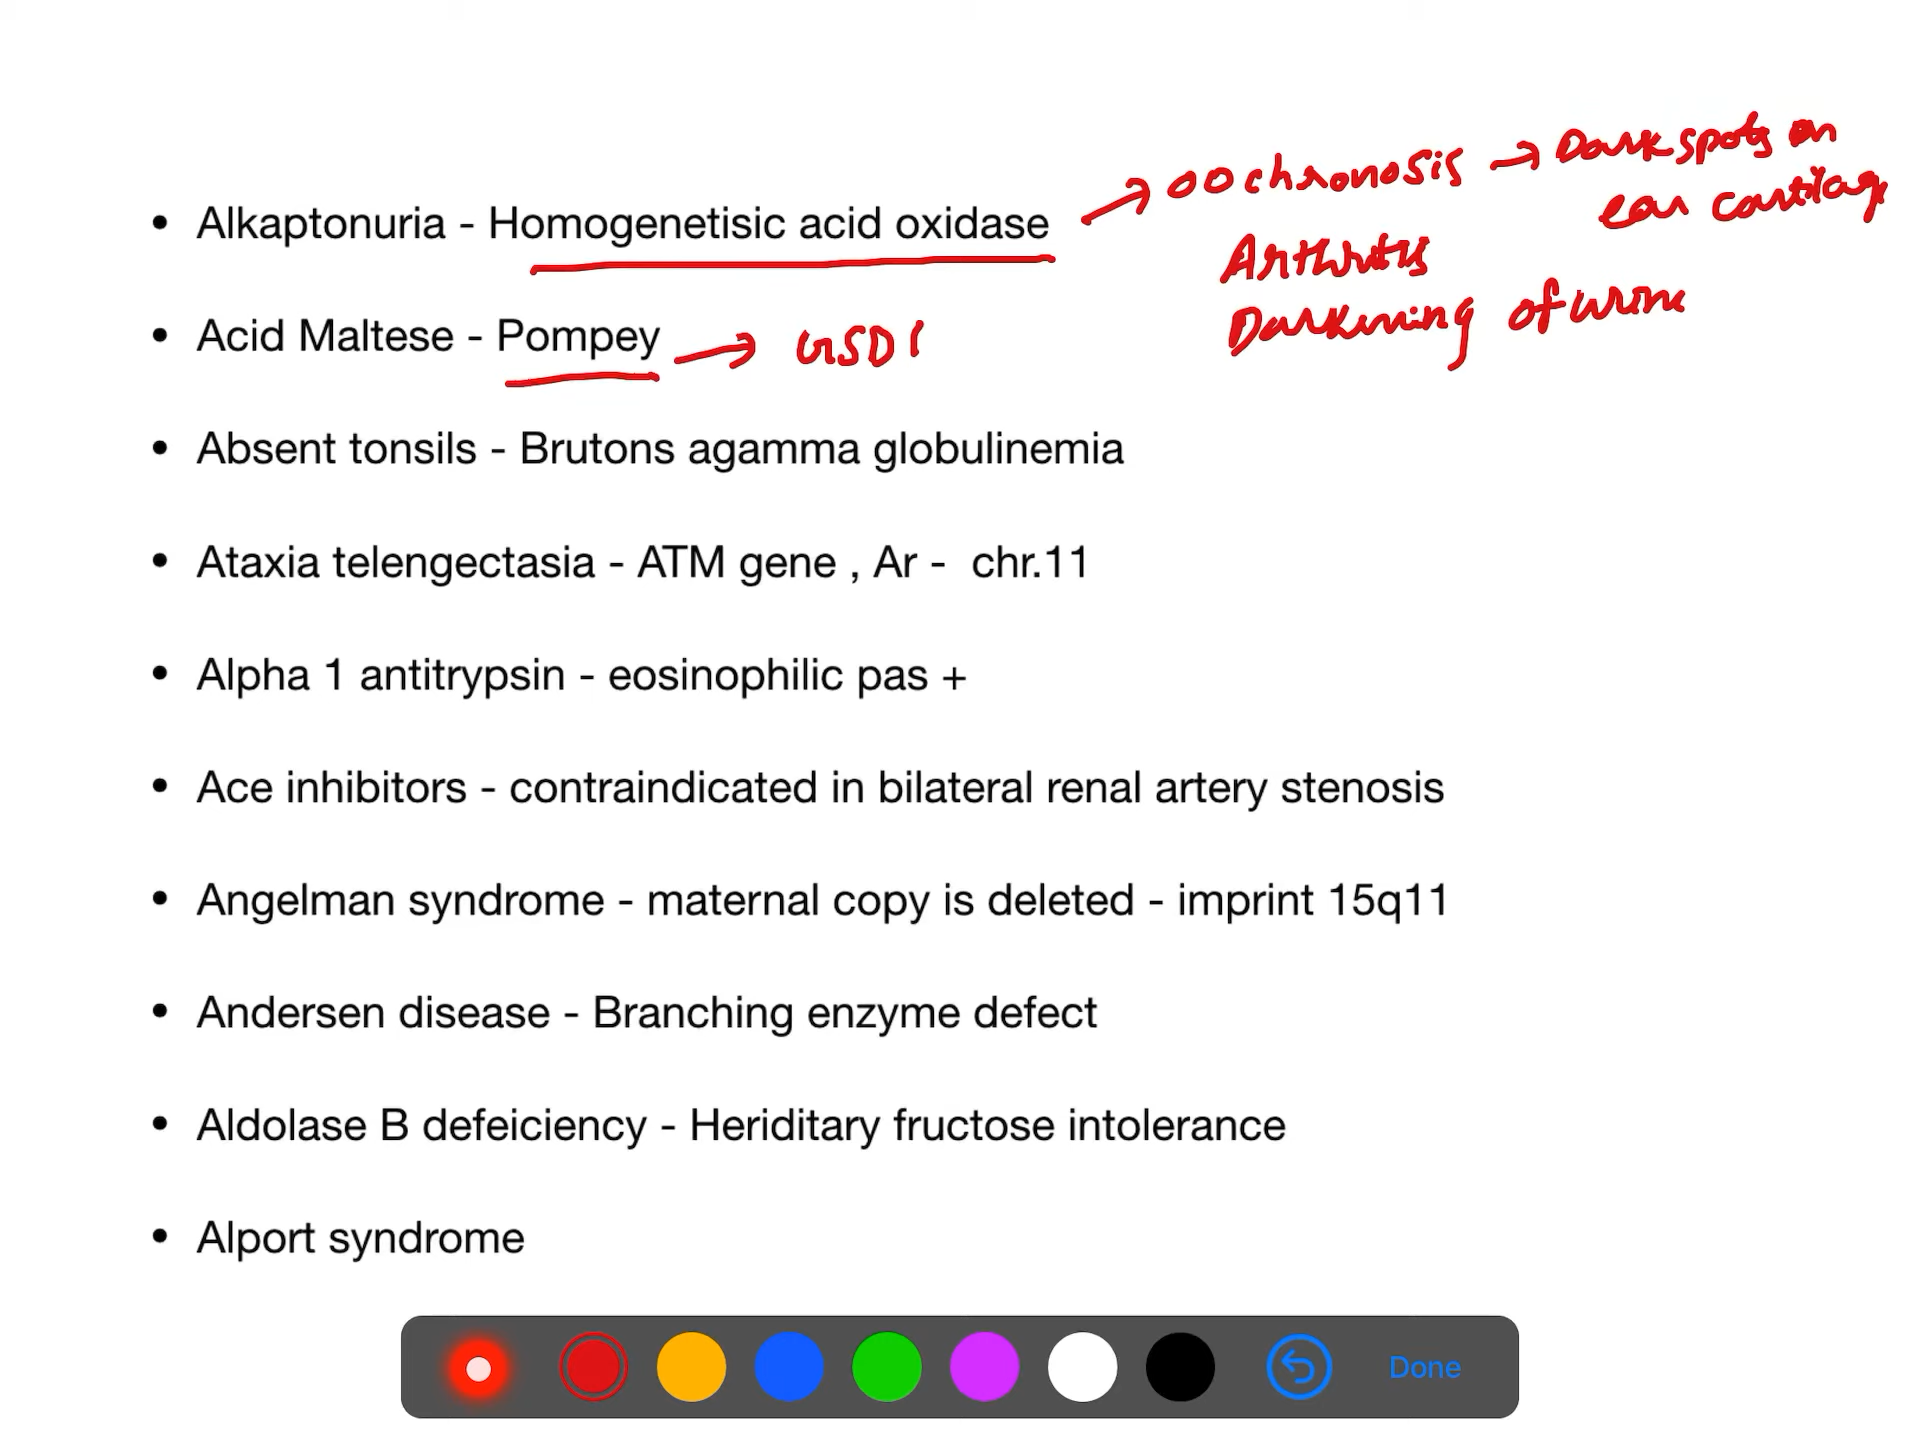 • Alkaptonuria - Homogenetisic acid oxidase → oochronosis → Dark spots on
ear cartilage
Arthritis
Darkening of urine
• Acid Maltese - Pompey → GSD1
• Absent tonsils - Brutons agamma globulinemia
• Ataxia telengectasia - ATM gene , Ar - chr.11
• Alpha 1 antitrypsin - eosinophilic pas +
• Ace inhibitors - contraindicated in bilateral renal artery stenosis
• Angelman syndrome - maternal copy is deleted - imprint 15q11
• Andersen disease - Branching enzyme defect
• Aldolase B defeiciency - Heriditary fructose intolerance
• Alport syndrome
Done